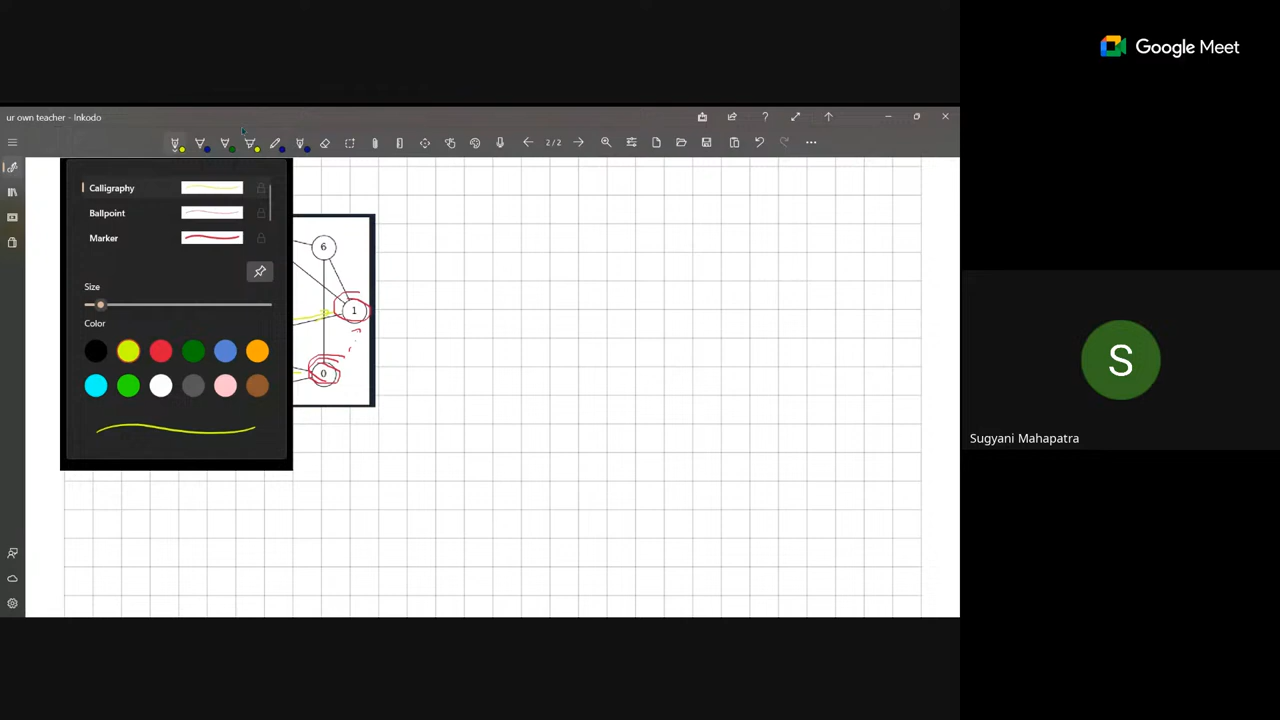 Google Meet
ur own teacher - Inkodo
2/2
Calligraphy
Ballpoint
Marker
Size
Color
6
1
0
S
Sugyani Mahapatra